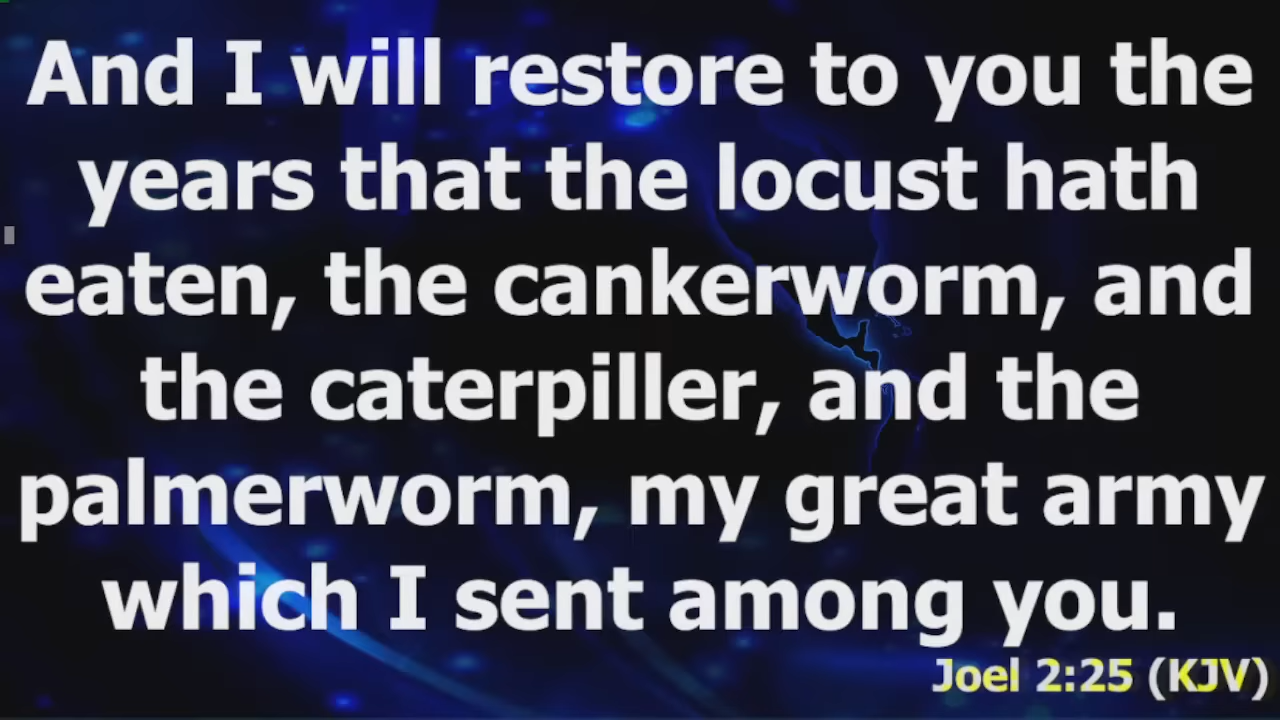 And I will restore to you the
years that the locust hath
eaten, the cankerworm, and
the caterpiller, and the
palmerworm, my great army
which I sent among you.
Joel 2:25 (KJV)